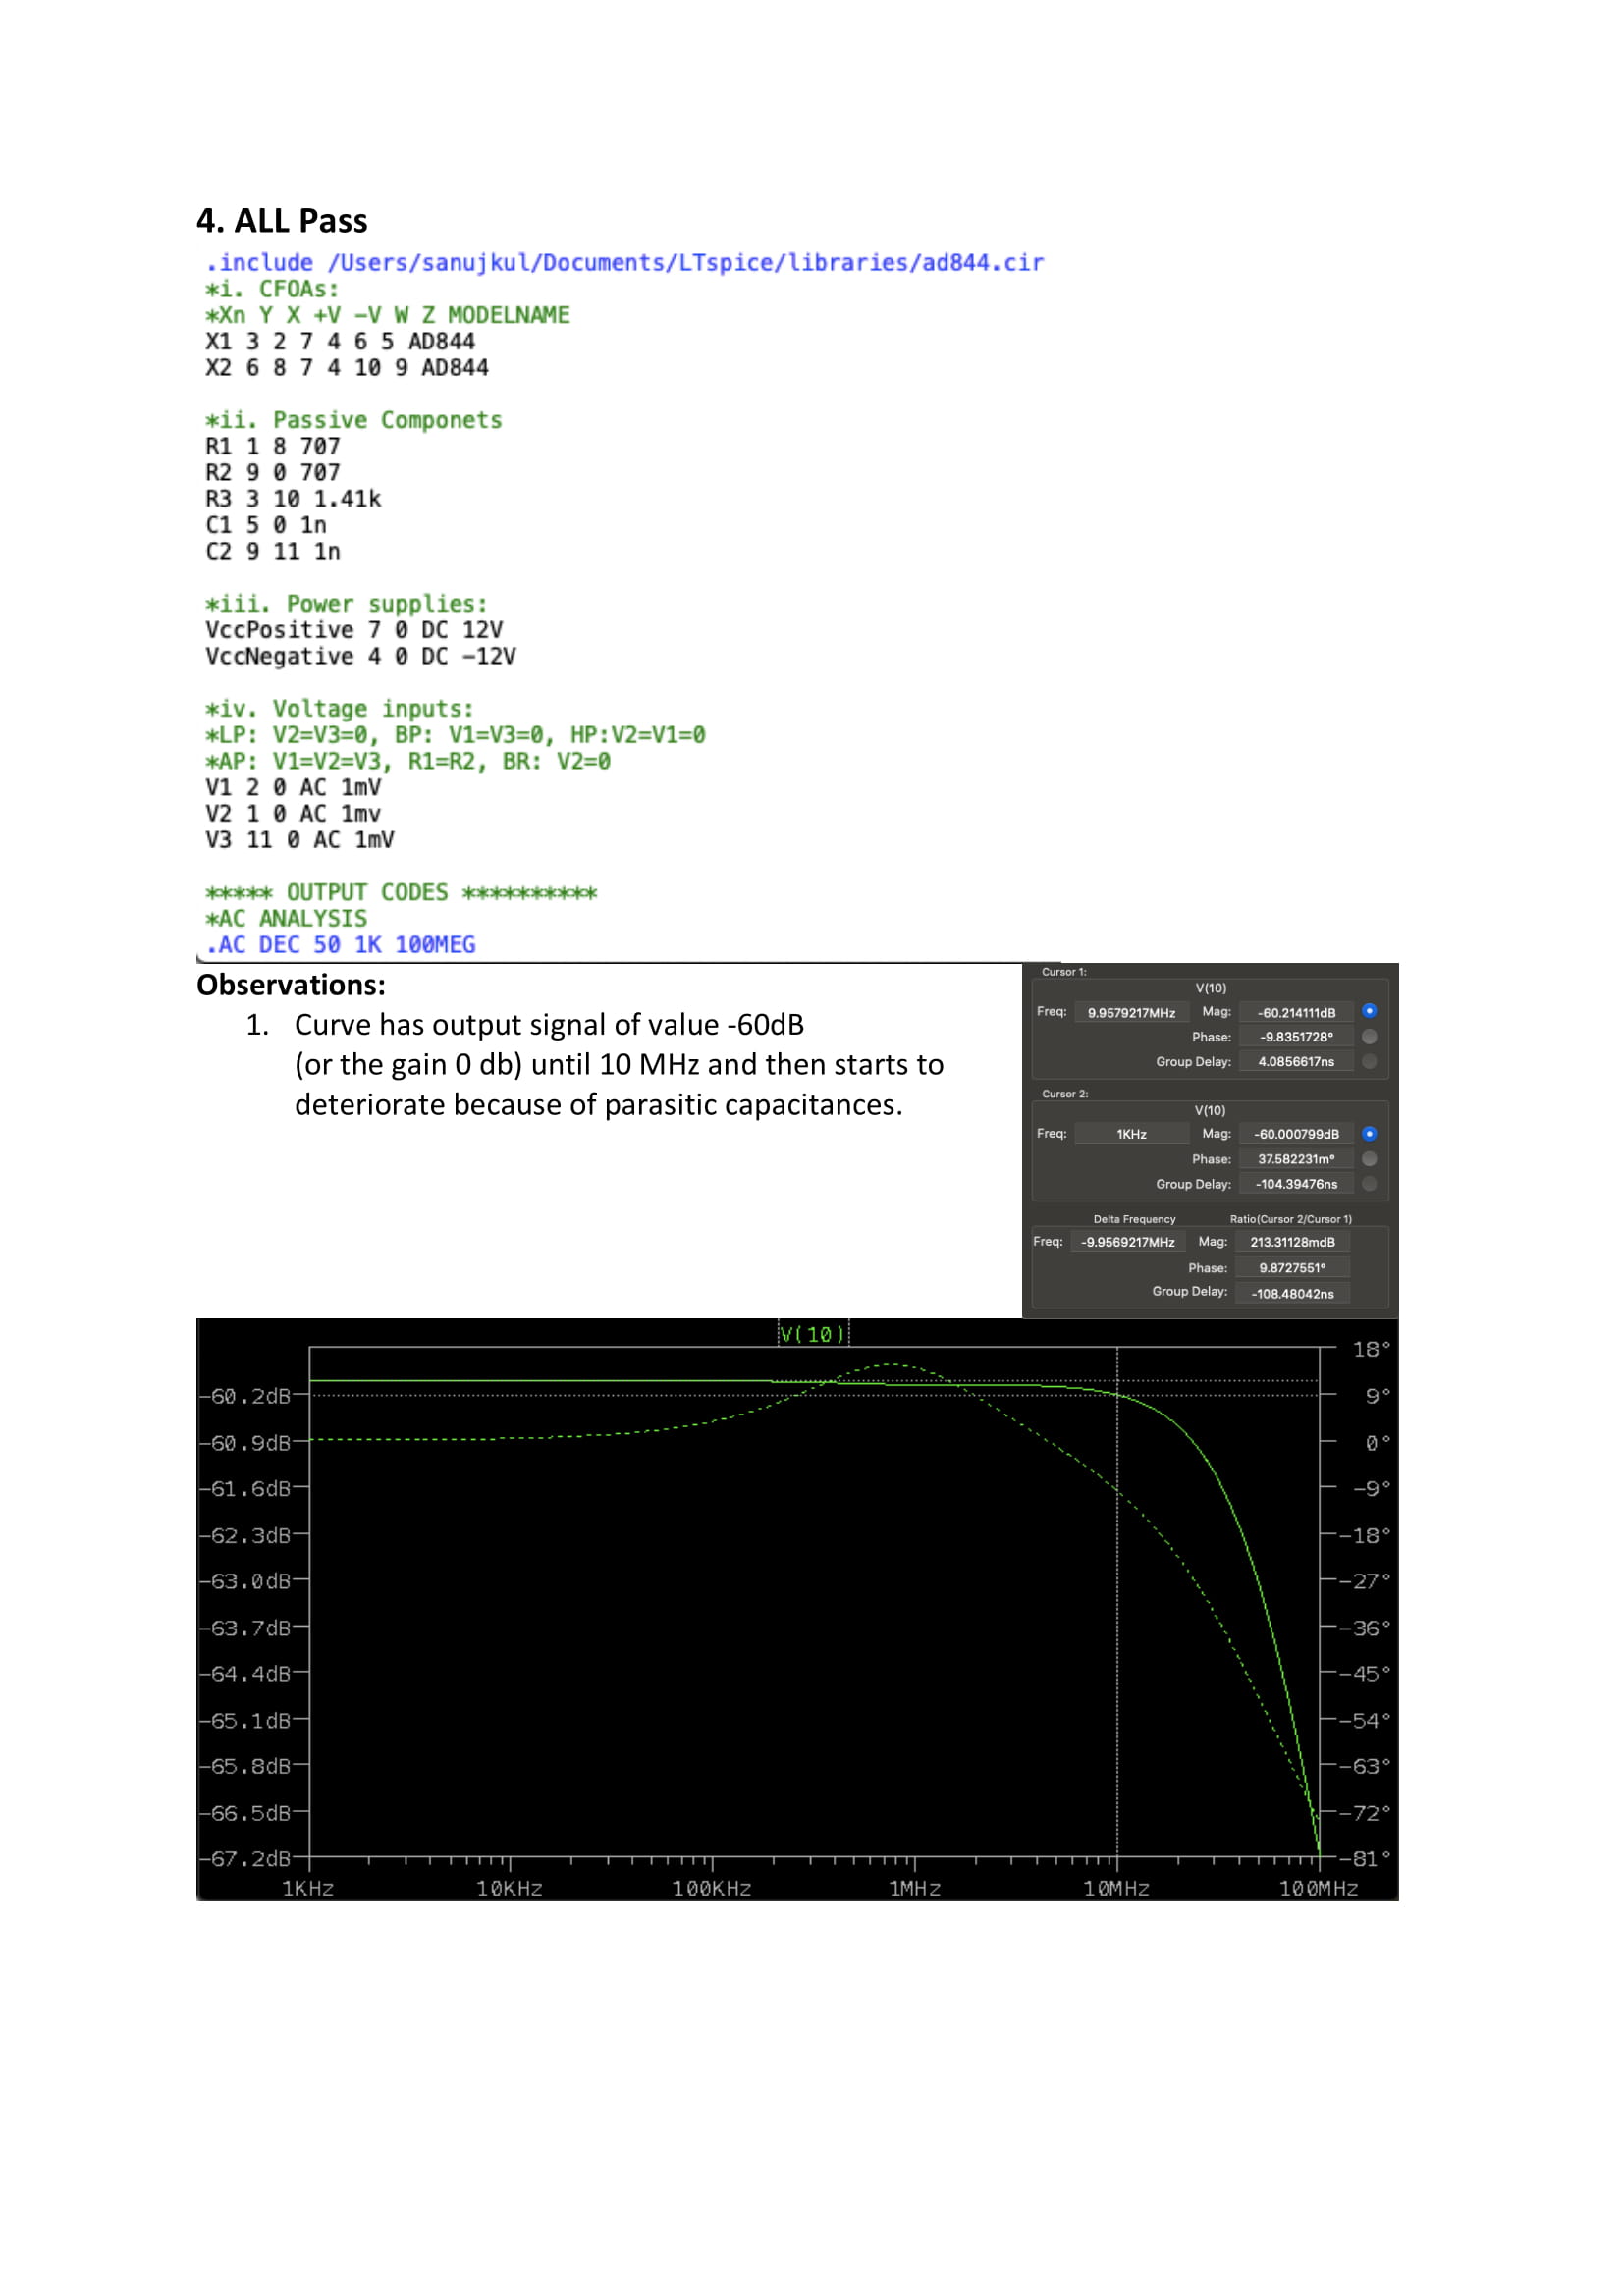 4. ALL Pass
.include /Users/sanujkul/Documents/LTspice/libraries/ad844.cir
*i. CFOAs:
*Xn Y X +V -V W Z MODELNAME
X1 3 2 7 4 6 5 AD844
X2 6 8 7 4 10 9 AD844
*ii. Passive Componets
R1 1 8 707
R2 9 0 707
R3 3 10 1.41k
C1 5 0 1n
C2 9 11 1n
*iii. Power supplies:
VccPositive 7 0 DC 12V
VccNegative 4 0 DC -12V
*iv. Voltage inputs:
*LP: V2=V3=0, BP: V1=V3=0, HP:V2=V1=0
*AP: V1=V2=V3, R1=R2, BR: V2=0
V1 2 0 AC 1mV
V2 1 0 AC 1mv
V3 11 0 AC 1mV
***** OUTPUT CODES **********
*AC ANALYSIS
.AC DEC 50 1K 100MEG
Observations:
1. Curve has output signal of value -60dB
(or the gain 0 db) until 10 MHz and then starts to
deteriorate because of parasitic capacitances.
Cursor 1:
V(10)
Freq: 9.9579217MHz Mag: -60.214111dB
Phase: -9.8351728°
Group Delay: 4.0856617ns
Cursor 2:
V(10)
Freq: 1KHz Mag: -60.000799dB
Phase: 37.582231m°
Group Delay: -104.39476ns
Delta Frequency Ratio(Cursor 2/Cursor 1)
Freq: -9.9569217MHz Mag: 213.31128mdB
Phase: 9.8727551°
Group Delay: -108.48042ns
V(10)
18°
-60.2dB 9°
-60.9dB 0°
-61.6dB -9°
-62.3dB -18°
-63.0dB -27°
-63.7dB -36°
-64.4dB -45°
-65.1dB -54°
-65.8dB -63°
-66.5dB -72°
-67.2dB -81°
1KHz 10KHz 100KHz 1MHz 10MHz 100MHz